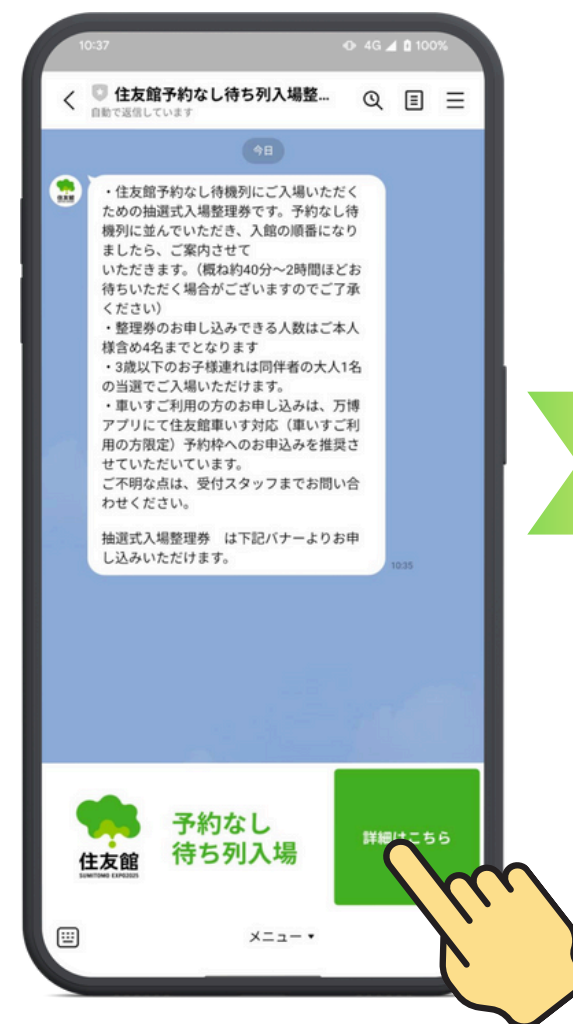 10:37
4G 100%
住友館予約なし待ち列入場整...
自動で返信しています
今日
・住友館予約なし待機列にご入場いただく
ための抽選式入場整理券です。予約なし待
機列に並んでいただき、入館の順番になり
ましたら、ご案内させて
いただきます。（概ね約40分〜2時間ほどお
待ちいただく場合がございますのでご了承
ください）
・整理券のお申し込みできる人数はご本人
様含め4名までとなります
・3歳以下のお子様連れは同伴者の大人1名
の当選でご入場いただけます。
・車いすご利用の方のお申し込みは、万博
アプリにて住友館車いす対応（車いすご利
用の方限定）予約枠へのお申込みを推奨さ
せていただいています。
ご不明な点は、受付スタッフまでお問い合
わせください。
抽選式入場整理券　は下記バナーよりお申
し込みいただけます。
10:35
住友館
住友館
SUMITOMO EXPO2025
予約なし
待ち列入場
詳細はこちら
メニュー ▾